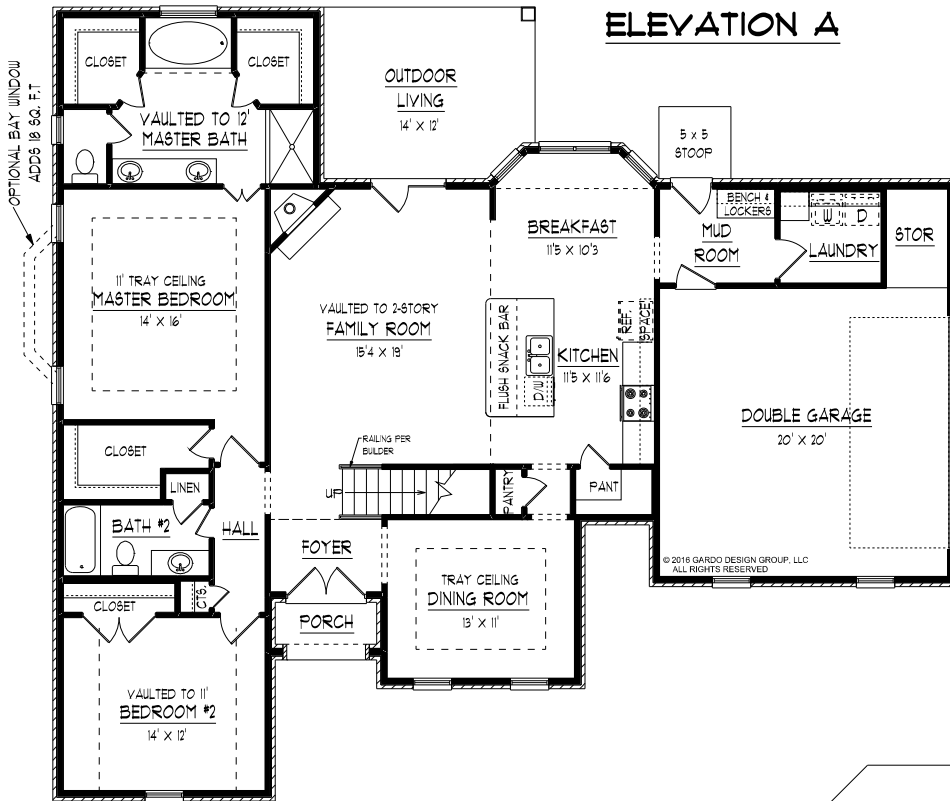 ELEVATION A
CLOSET
CLOSET
OUTDOOR
LIVING
14' X 12'
OPTIONAL BAY WINDOW
ADDS 18 SQ. F.T
VAULTED TO 12'
MASTER BATH
5 x 5
STOOP
BENCH &
LOCKERS
W
D
MUD
ROOM
LAUNDRY
STOR
BREAKFAST
11'5 X 10'3
11' TRAY CEILING
MASTER BEDROOM
14' X 16'
VAULTED TO 2-STORY
FAMILY ROOM
15'4 X 19'
FLUSH SNACK BAR
D/W
REF.
SPACE
KITCHEN
11'5 X 11'6
DOUBLE GARAGE
20' X 20'
RAILING PER
BUILDER
CLOSET
LINEN
UP
PANTRY
PANT
BATH #2
HALL
FOYER
TRAY CEILING
DINING ROOM
13' X 11'
© 2016 GARDO DESIGN GROUP, LLC
ALL RIGHTS RESERVED
CLOSET
CTS.
PORCH
VAULTED TO 11'
BEDROOM #2
14' X 12'